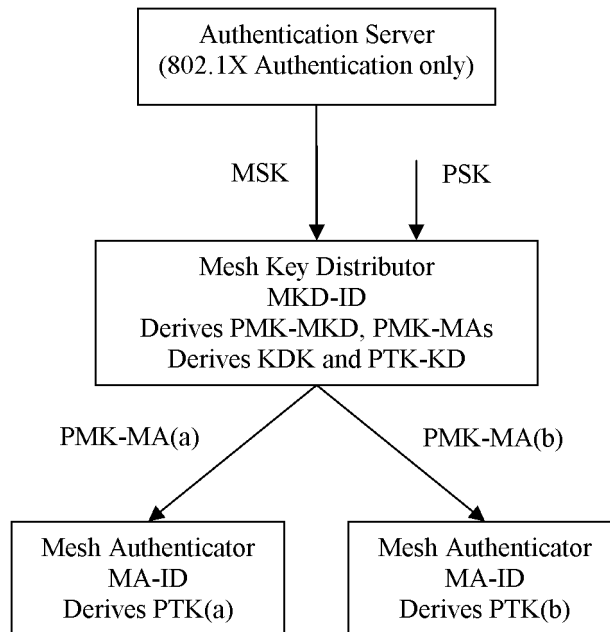 Authentication Server
(802.1X Authentication only)
MSK
PSK
Mesh Key Distributor
MKD-ID
Derives PMK-MKD, PMK-MAs
Derives KDK and PTK-KD
PMK-MA(a)
PMK-MA(b)
Mesh Authenticator
MA-ID
Derives PTK(a)
Mesh Authenticator
MA-ID
Derives PTK(b)